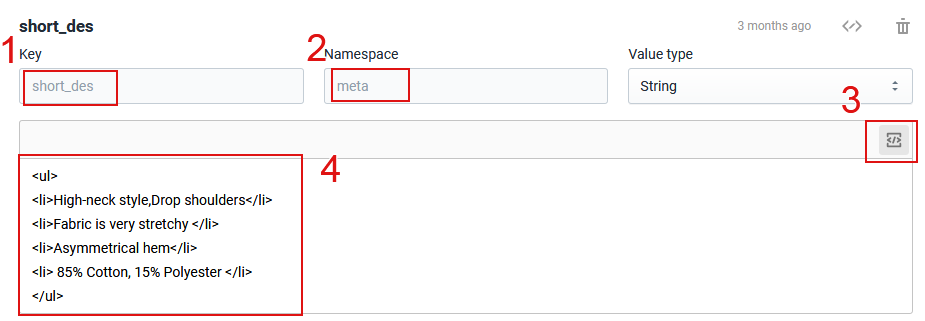 short_des
3 months ago
1
Key
2
Namespace
Value type
short_des
meta
String
3
4
<ul>
<li>High-neck style,Drop shoulders</li>
<li>Fabric is very stretchy </li>
<li>Asymmetrical hem</li>
<li> 85% Cotton, 15% Polyester </li>
</ul>